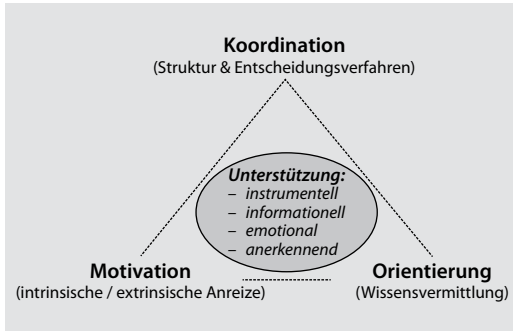 Koordination
(Struktur & Entscheidungsverfahren)
Unterstützung:
– instrumentell
– informationell
– emotional
– anerkennend
Motivation
(intrinsische / extrinsische Anreize)
Orientierung
(Wissensvermittlung)